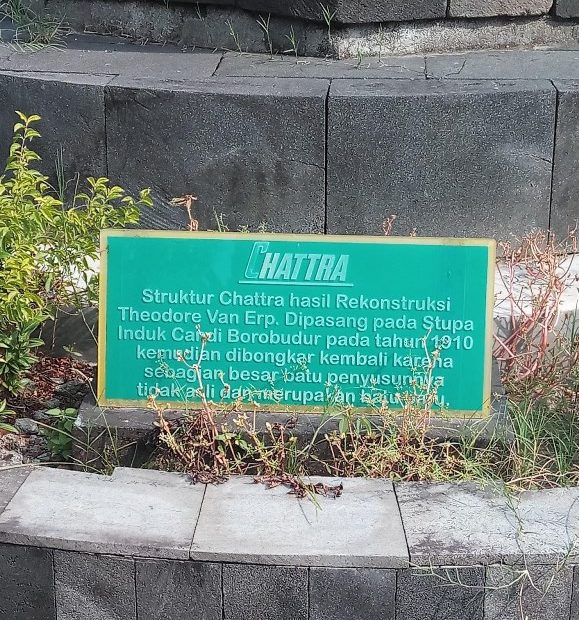 CHATTRA
Struktur Chattra hasil Rekonstruksi
Theodore Van Erp. Dipasang pada Stupa
Induk Candi Borobudur pada tahun 1910
kemudian dibongkar kembali karena
sebagian besar batu penyusunnya
tidak asli dan merupakan batu baru,